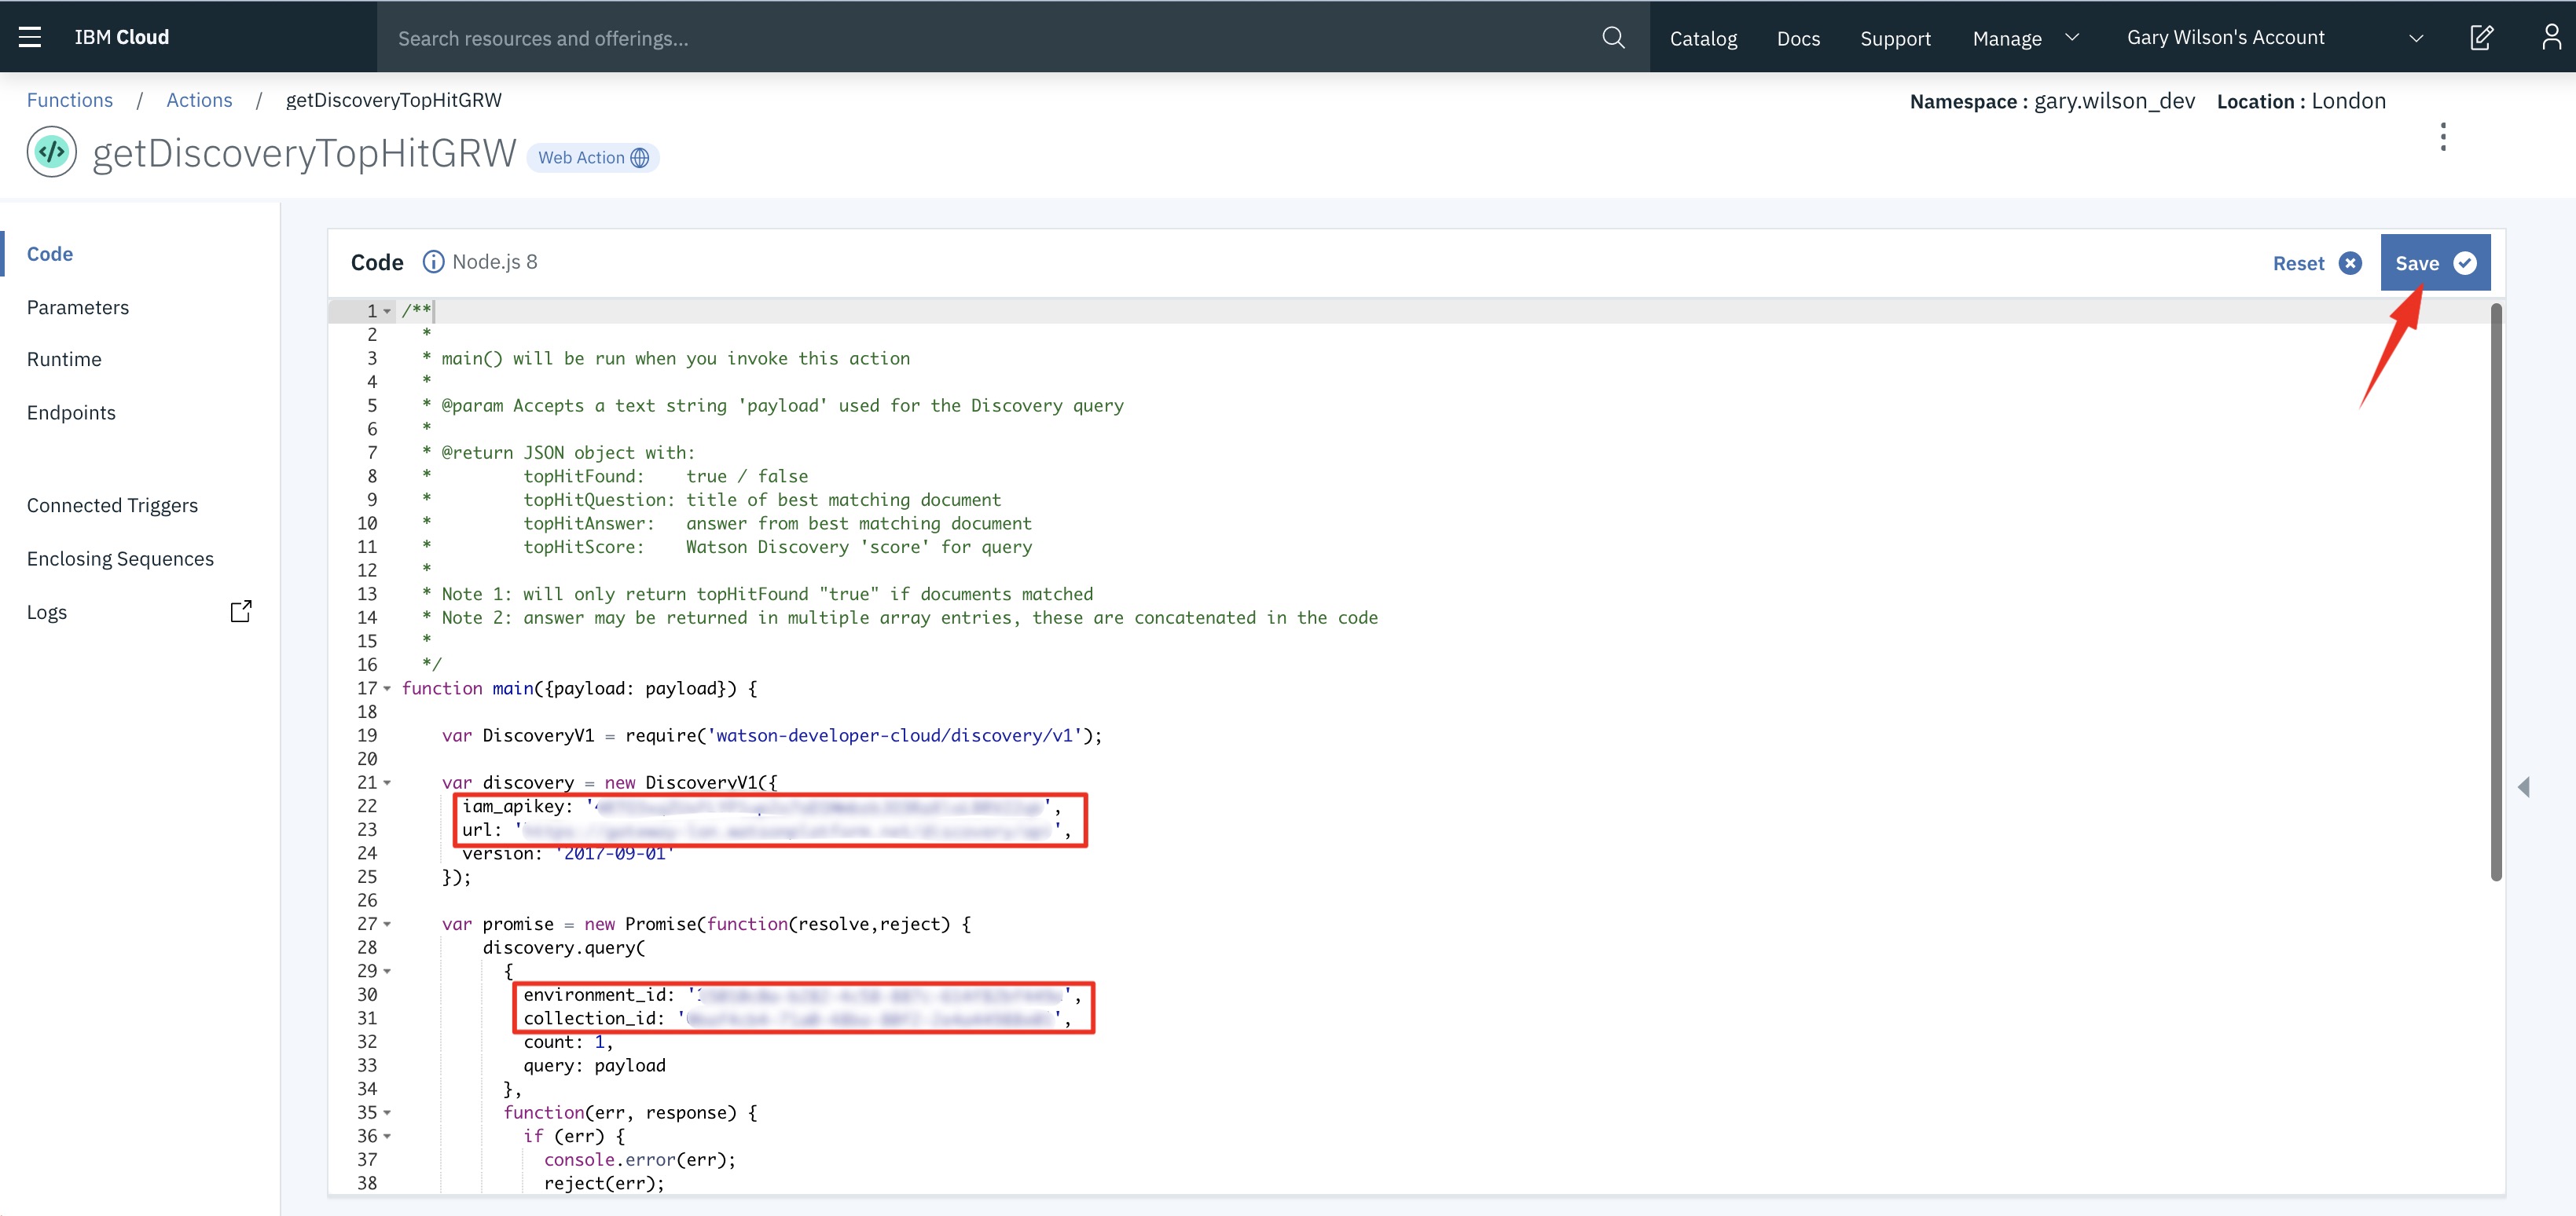 IBM Cloud
Search resources and offerings...
Catalog Docs Support Manage Gary Wilson's Account
Functions / Actions / getDiscoveryTopHitGRW
Namespace : gary.wilson_dev Location : London
getDiscoveryTopHitGRW Web Action
Code
Parameters
Runtime
Endpoints
Connected Triggers
Enclosing Sequences
Logs
Code Node.js 8
Reset Save
1 /**
2 *
3 * main() will be run when you invoke this action
4 *
5 * @param Accepts a text string 'payload' used for the Discovery query
6 *
7 * @return JSON object with:
8 * topHitFound: true / false
9 * topHitQuestion: title of best matching document
10 * topHitAnswer: answer from best matching document
11 * topHitScore: Watson Discovery 'score' for query
12 *
13 * Note 1: will only return topHitFound "true" if documents matched
14 * Note 2: answer may be returned in multiple array entries, these are concatenated in the code
15 *
16 */
17 function main({payload: payload}) {
18
19 var DiscoveryV1 = require('watson-developer-cloud/discovery/v1');
20
21 var discovery = new DiscoveryV1({
22 iam_apikey: '',
23 url: '',
24 version: '2017-09-01'
25 });
26
27 var promise = new Promise(function(resolve,reject) {
28 discovery.query(
29 {
30 environment_id: '',
31 collection_id: '',
32 count: 1,
33 query: payload
34 },
35 function(err, response) {
36 if (err) {
37 console.error(err);
38 reject(err);